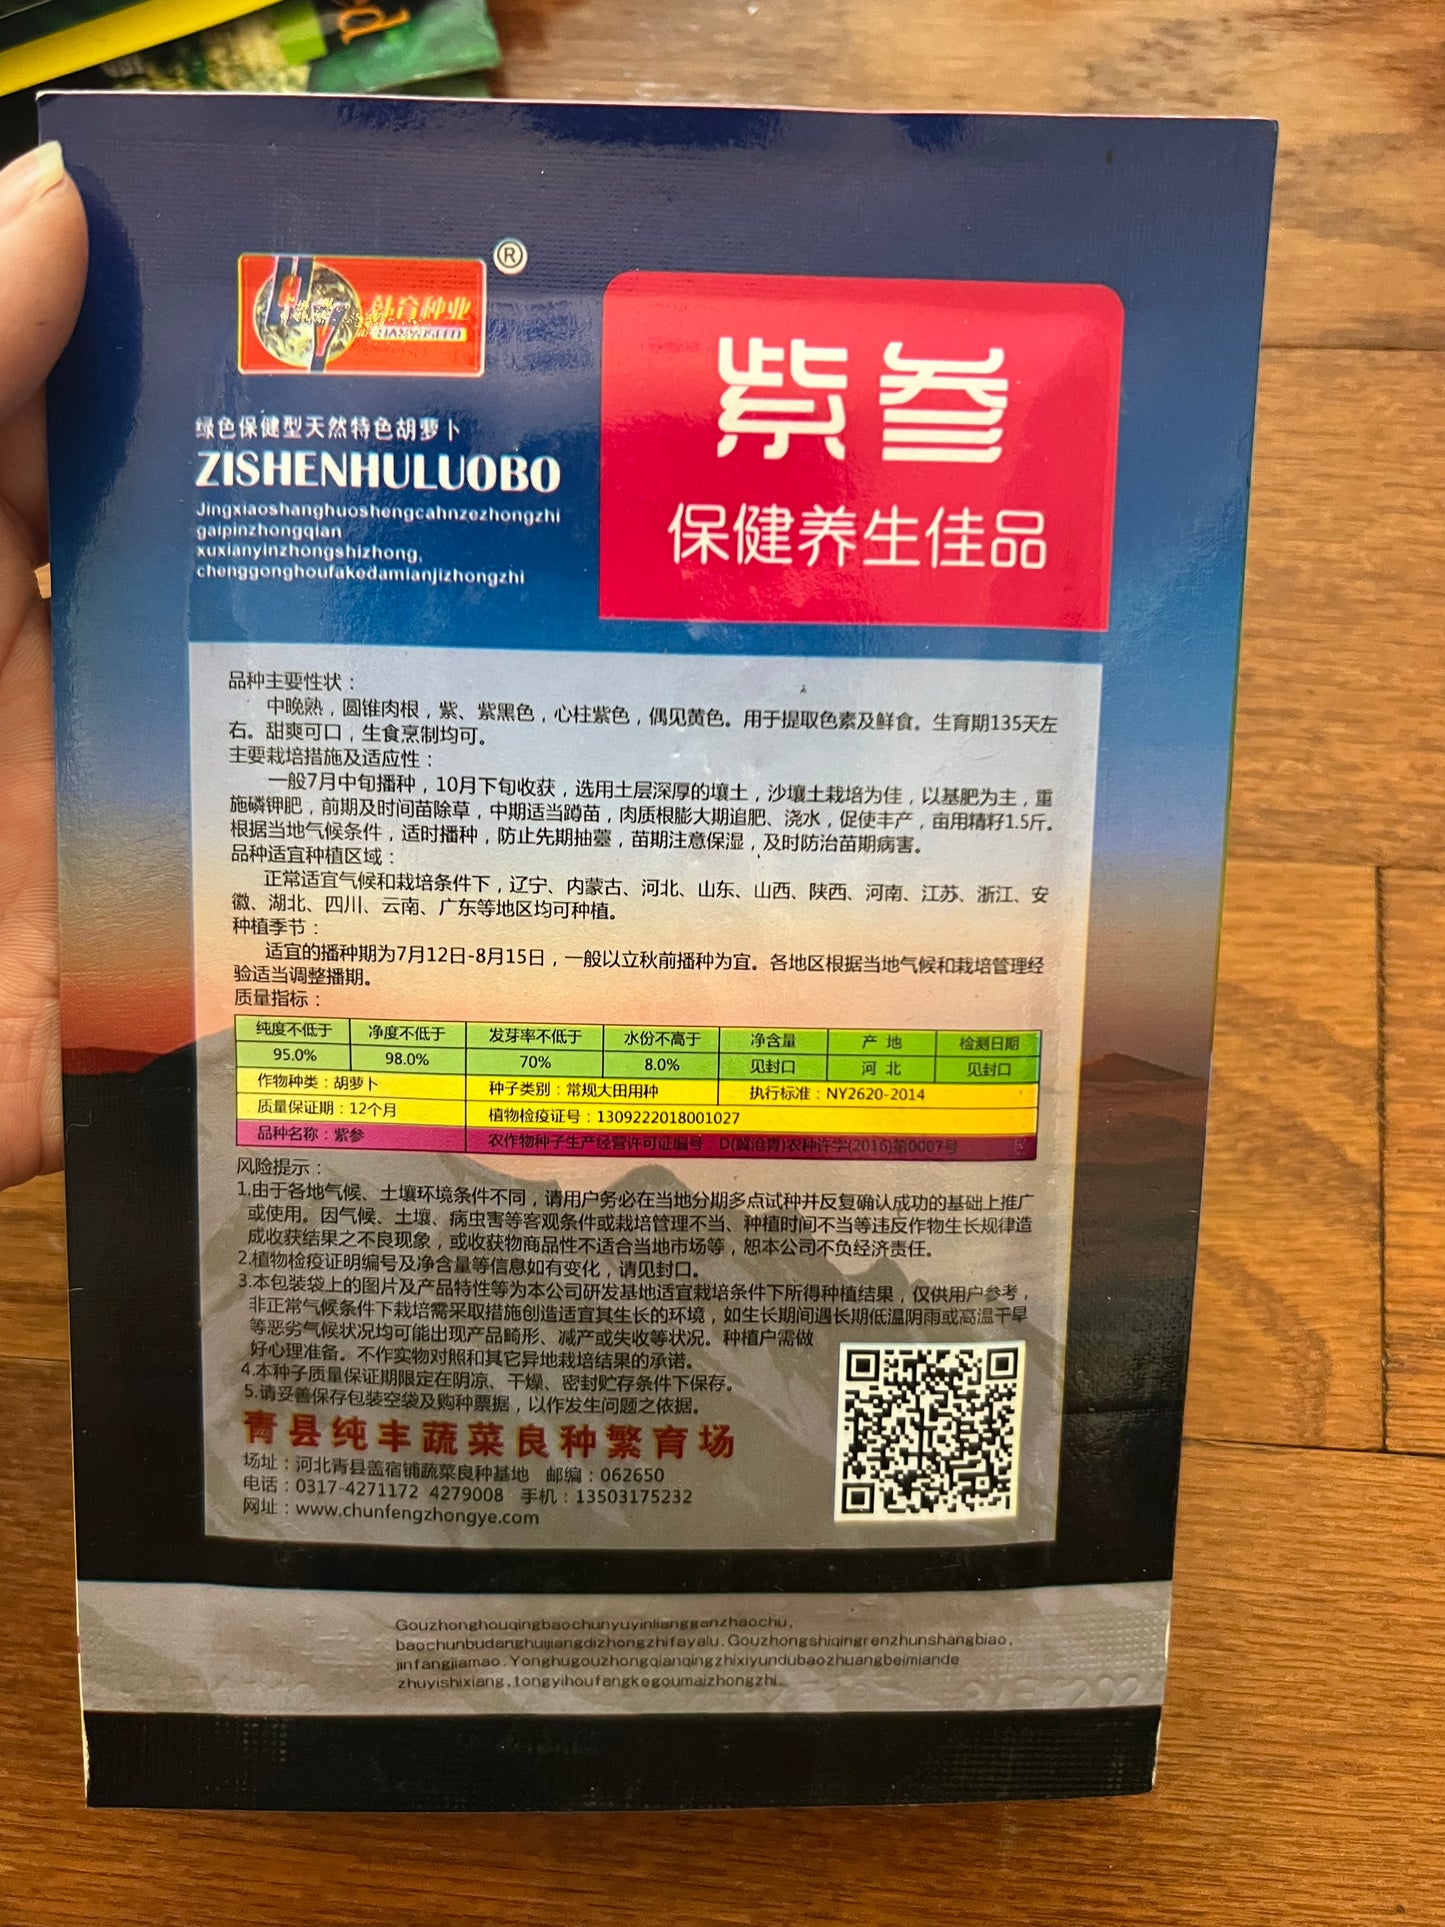 ®
育种业
绿色保健型天然特色胡萝卜
ZISHENHULUOBO
Jingxiaoshanghuoshengcahnzezhongzhi
gaipinzhongqian
xuxianyinzhongshizhong,
chenggonghoufakedamianjizhongzhi
紫参
保健养生佳品
品种主要性状：
中晚熟，圆锥肉根，紫、紫黑色，心柱紫色，偶见黄色。用于提取色素及鲜食。生育期135天左
右。甜爽可口，生食烹制均可。
主要栽培措施及适应性：
一般7月中旬播种，10月下旬收获，选用土层深厚的壤土，沙壤土栽培为佳，以基肥为主，重
施磷钾肥，前期及时间苗除草，中期适当蹲苗，肉质根膨大期追肥、浇水，促使丰产，亩用精籽1.5斤。
根据当地气候条件，适时播种，防止先期抽薹，苗期注意保湿，及时防治苗期病害。
品种适宜种植区域：
正常适宜气候和栽培条件下，辽宁、内蒙古、河北、山东、山西、陕西、河南、江苏、浙江、安
徽、湖北、四川、云南、广东等地区均可种植。
种植季节：
适宜的播种期为7月12日-8月15日，一般以立秋前播种为宜。各地区根据当地气候和栽培管理经
验适当调整播期。
质量指标：
纯度不低于 净度不低于 发芽率不低于 水份不高于 净含量 产 地 检测日期
95.0% 98.0% 70% 8.0% 见封口 河 北 见封口
作物种类：胡萝卜 种子类别：常规大田用种 执行标准：NY2620-2014
质量保证期：12个月 植物检疫证号：1309222018001027
品种名称：紫参 农作物种子生产经营许可证编号 D(冀沧青)农种许字(2016)第0007号
风险提示：
1.由于各地气候、土壤环境条件不同，请用户务必在当地分期多点试种并反复确认成功的基础上推广
或使用。因气候、土壤、病虫害等客观条件或栽培管理不当、种植时间不当等违反作物生长规律造
成收获结果之不良现象，或收获物商品性不适合当地市场等，恕本公司不负经济责任。
2.植物检疫证明编号及净含量等信息如有变化，请见封口。
3.本包装袋上的图片及产品特性等为本公司研发基地适宜栽培条件下所得种植结果，仅供用户参考，
非正常气候条件下栽培需采取措施创造适宜其生长的环境，如生长期间遇长期低温阴雨或高温干旱
等恶劣气候状况均可能出现产品畸形、减产或失收等状况。种植户需做
好心理准备。不作实物对照和其它异地栽培结果的承诺。
4.本种子质量保证期限定在阴凉、干燥、密封贮存条件下保存。
5.请妥善保存包装空袋及购种票据，以作发生问题之依据。
青县纯丰蔬菜良种繁育场
场址：河北青县盖宿铺蔬菜良种基地 邮编：062650
电话：0317-4271172 4279008 手机：13503175232
网址：www.chunfengzhongye.com
Gouzhonghouqingbaochunyuyinliangganzhaochu,
baochunbudanghuijiangdizhongzhifayalu.Gouzhongshiqingrenzhunshangbiao,
jinfangjiamao.Yonghugouzhongqianqingzhixiyundubaozhuangbeimiande
zhuyishixiang,tongyihoufangkegoumaizhongzhi.